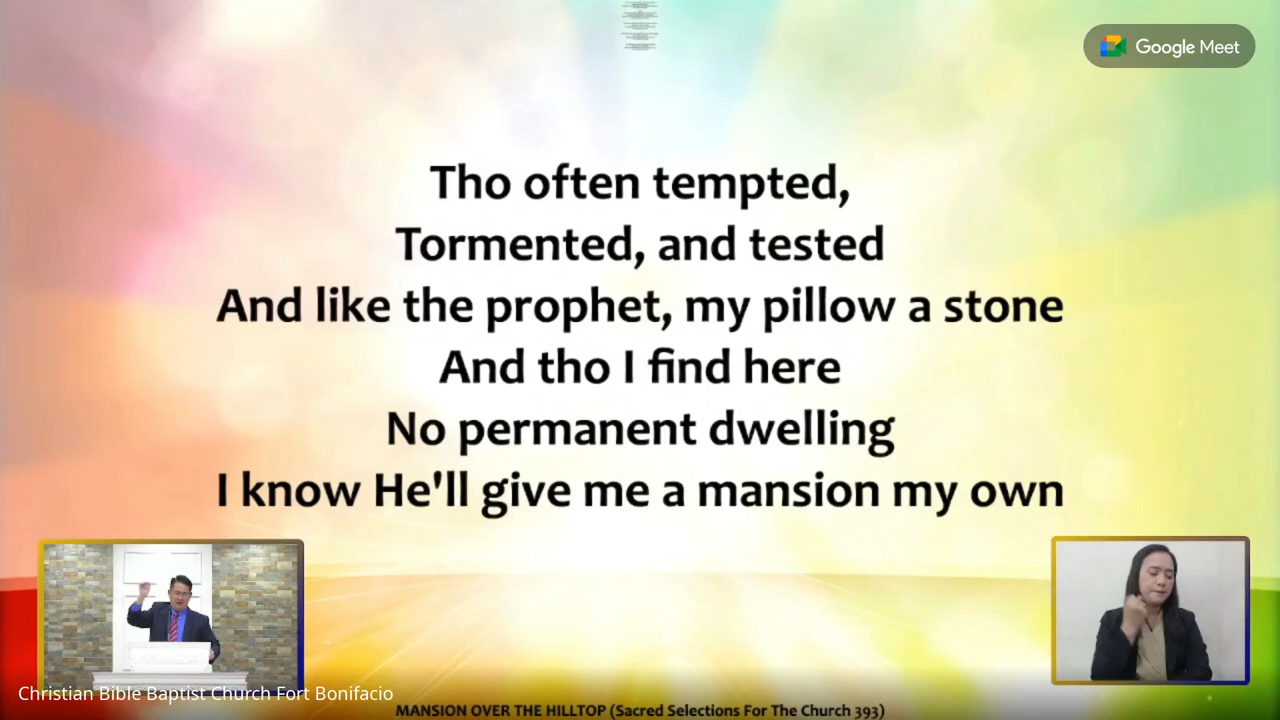 Google Meet
Tho often tempted,
Tormented, and tested
And like the prophet, my pillow a stone
And tho I find here
No permanent dwelling
I know He'll give me a mansion my own
Christian Bible Baptist Church Fort Bonifacio
MANSION OVER THE HILLTOP (Sacred Selections For The Church 393)